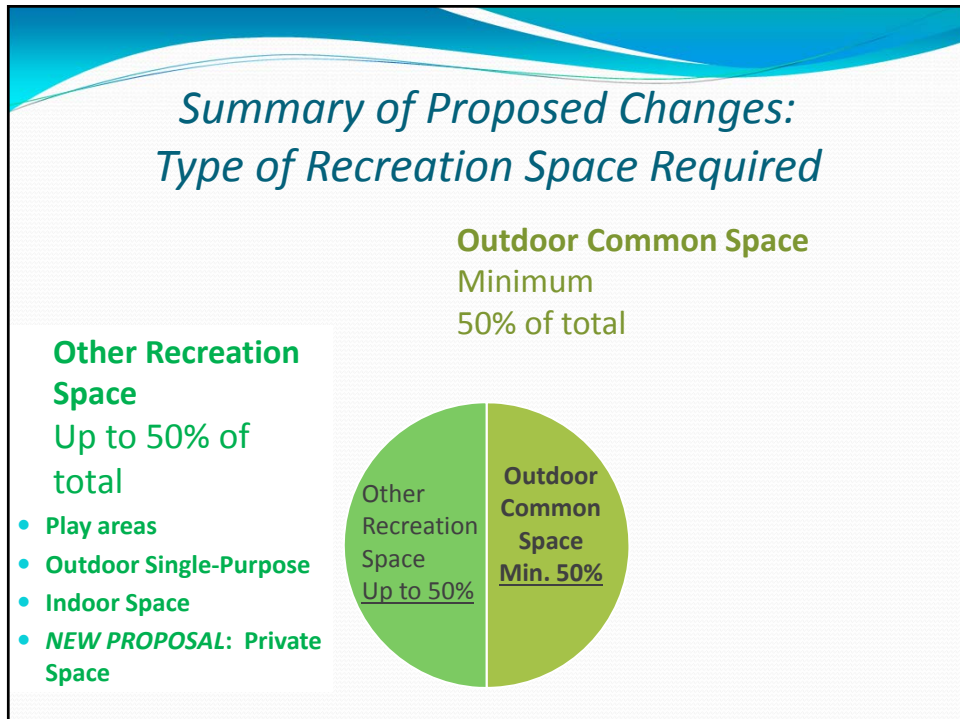 Summary of Proposed Changes:
Type of Recreation Space Required
Outdoor Common Space
Minimum
50% of total
Other Recreation
Space
Up to 50% of
total
• Play areas
• Outdoor Single-Purpose
• Indoor Space
• NEW PROPOSAL: Private
Space
Other
Recreation
Space
Up to 50%
Outdoor
Common
Space
Min. 50%